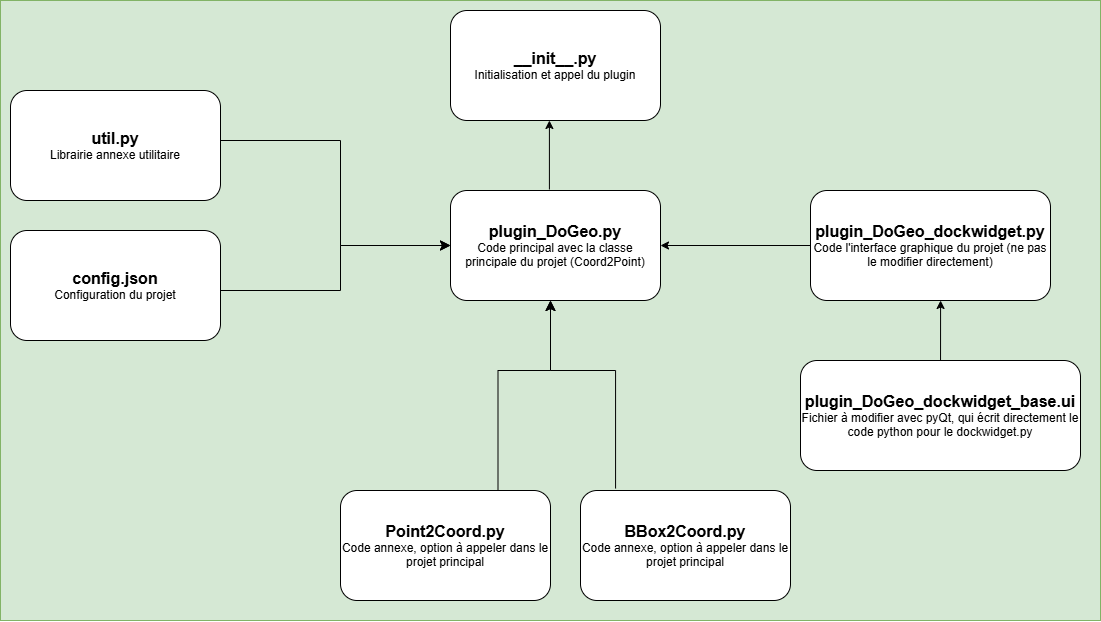 __init__.py
Initialisation et appel du plugin
util.py
Librairie annexe utilitaire
config.json
Configuration du projet
plugin_DoGeo.py
Code principal avec la classe
principale du projet (Coord2Point)
plugin_DoGeo_dockwidget.py
Code l'interface graphique du projet (ne pas
le modifier directement)
plugin_DoGeo_dockwidget_base.ui
Fichier à modifier avec pyQt, qui écrit directement le
code python pour le dockwidget.py
Point2Coord.py
Code annexe, option à appeler dans le
projet principal
BBox2Coord.py
Code annexe, option à appeler dans le
projet principal